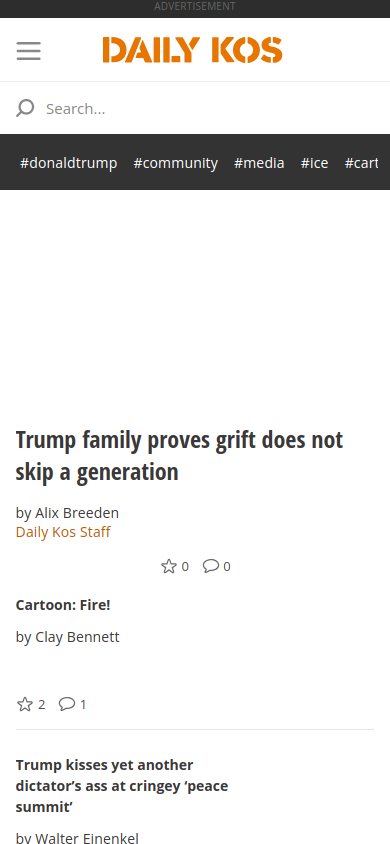 ADVERTISEMENT
DAILY KOS
Search...
#donaldtrump #community #media #ice #cart
Trump family proves grift does not
skip a generation
by Alix Breeden
Daily Kos Staff
0 0
Cartoon: Fire!
by Clay Bennett
2 1
Trump kisses yet another
dictator’s ass at cringey ‘peace
summit’
by Walter Einenkel